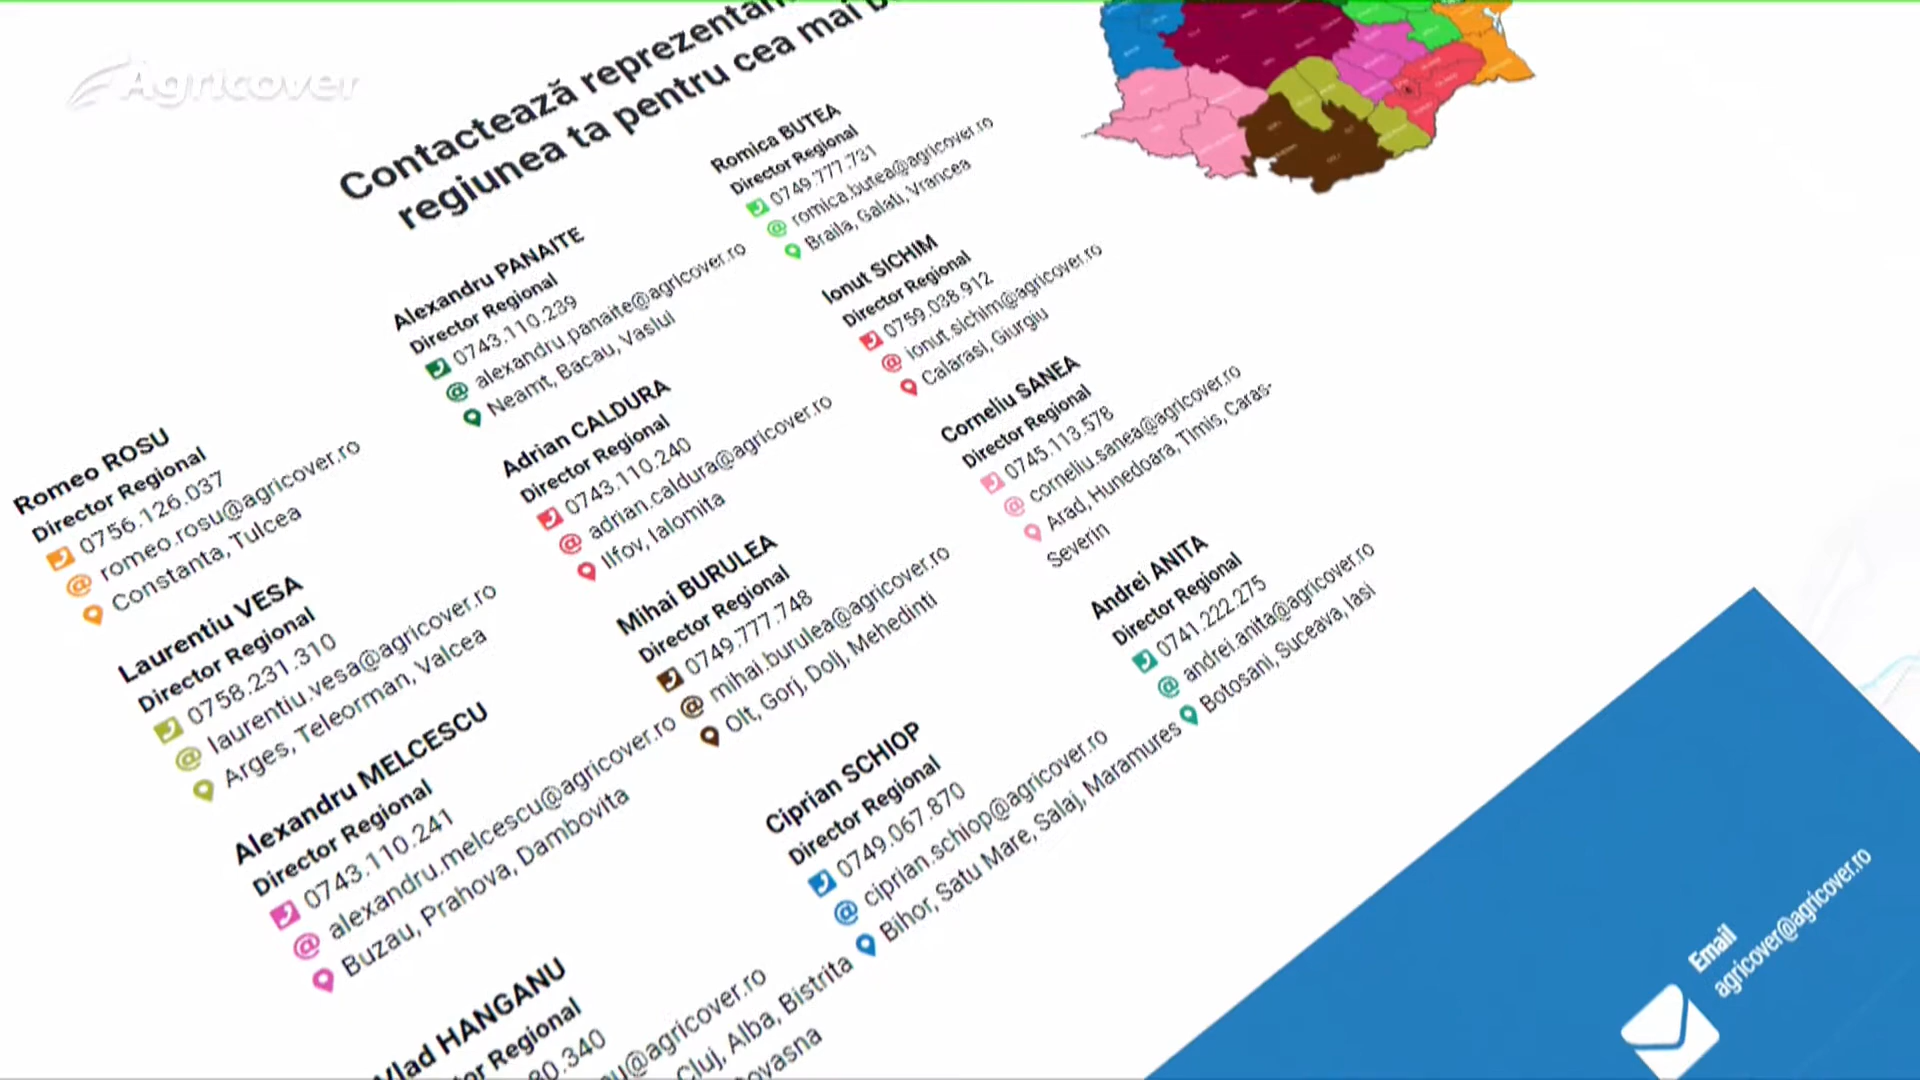 Agricover
Contactează
regiunea ta pentru cea mai
Romica BUTEA
Director Regional
0749.777.731
romica.butea@agricover.ro
Braila, Galati, Vrancea
Alexandru PANAITE
Director Regional
0743.110.239
alexandru.panaite@agricover.ro
Neamt, Bacau, Vaslui
Ionut SICHIM
Director Regional
0759.038.912
ionut.sichim@agricover.ro
Calarasi, Giurgiu
Romeo ROSU
Director Regional
0756.126.037
romeo.rosu@agricover.ro
Constanta, Tulcea
Adrian CALDURA
Director Regional
0743.110.240
adrian.caldura@agricover.ro
Ilfov, Ialomita
Corneliu SANEA
Director Regional
0745.113.578
corneliu.sanea@agricover.ro
Arad, Hunedoara, Timis, Caras-
Severin
Laurentiu VESA
Director Regional
0758.231.310
laurentiu.vesa@agricover.ro
Arges, Teleorman, Valcea
Mihai BURULEA
Director Regional
0749.777.748
mihai.burulea@agricover.ro
Olt, Gorj, Dolj, Mehedinti
Andrei ANITA
Director Regional
0741.222.275
andrei.anita@agricover.ro
Botosani, Suceava, Iasi
Alexandru MELCESCU
Director Regional
0743.110.241
alexandru.melcescu@agricover.ro
Buzau, Prahova, Dambovita
Ciprian SCHIOP
Director Regional
0749.067.870
ciprian.schiop@agricover.ro
Bihor, Satu Mare, Salaj, Maramures
Vlad HANGANU
Regional
80.340
u@agricover.ro
Cluj, Alba, Bistrita
Email
agricover@agricover.ro